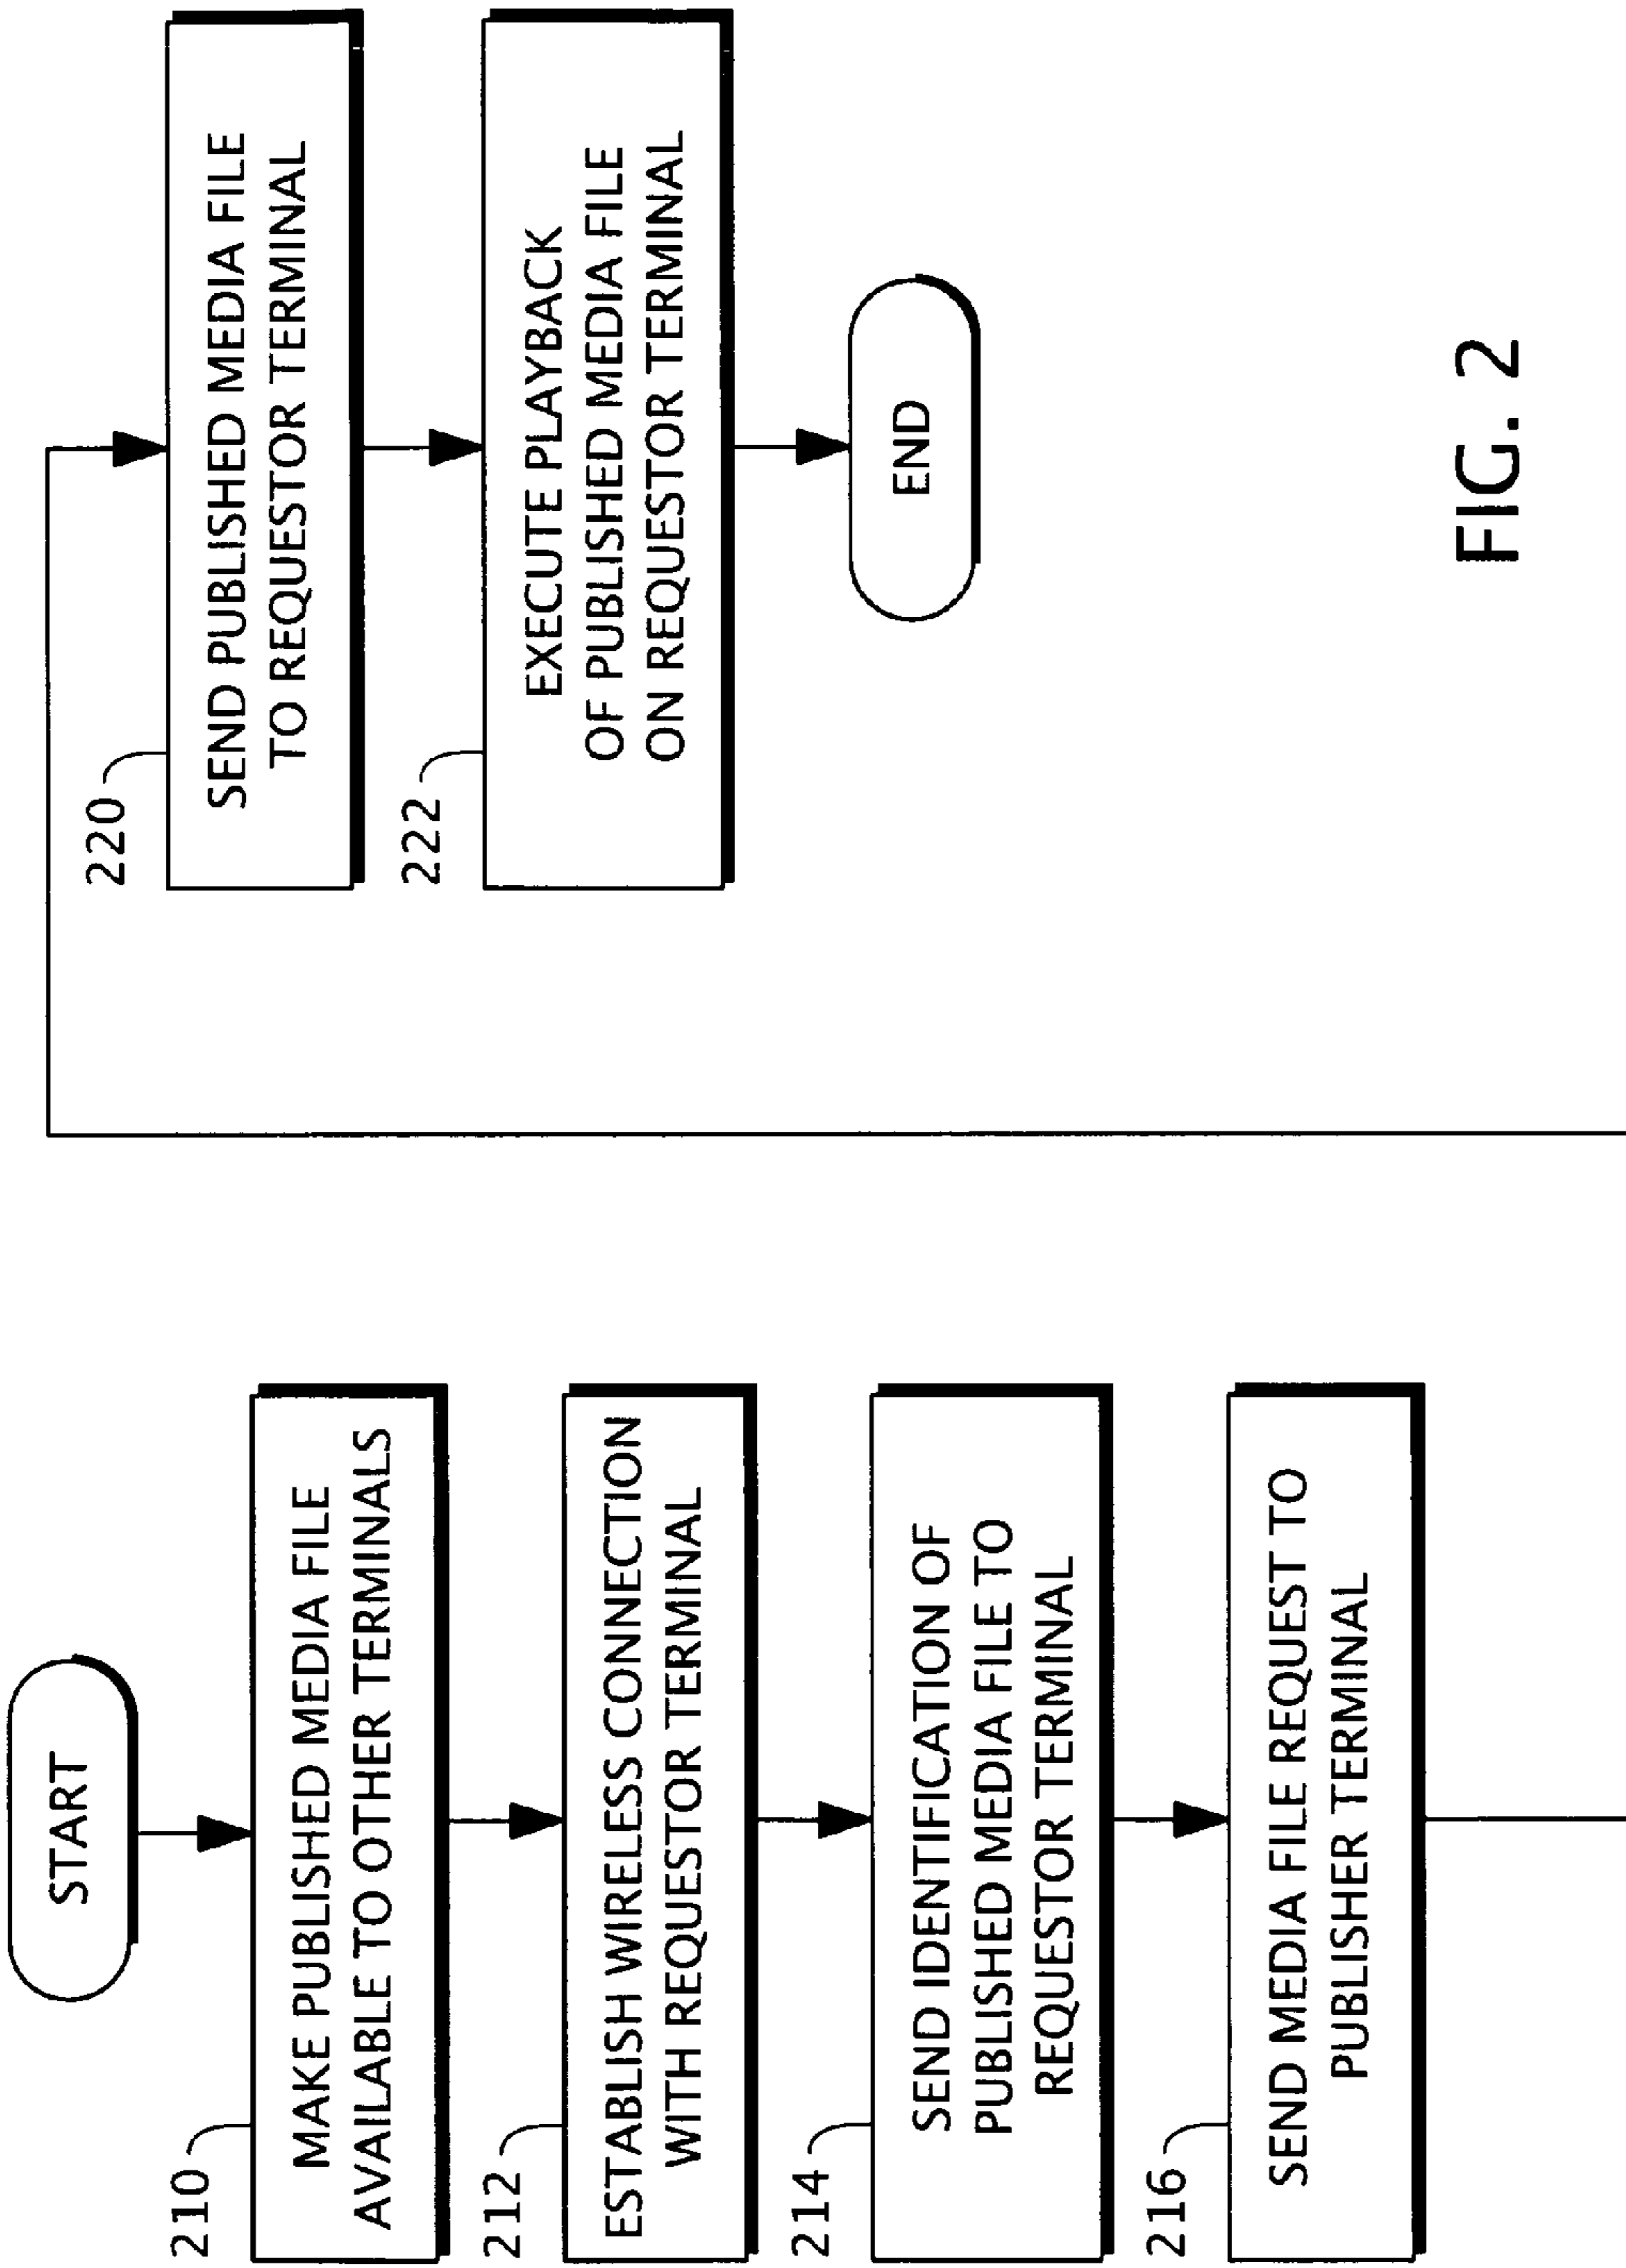 START
210
MAKE PUBLISHED MEDIA FILE
AVAILABLE TO OTHER TERMINALS
212
ESTABLISH WIRELESS CONNECTION
WITH REQUESTOR TERMINAL
214
SEND IDENTIFICATION OF
PUBLISHED MEDIA FILE TO
REQUESTOR TERMINAL
216
SEND MEDIA FILE REQUEST TO
PUBLISHER TERMINAL
220
SEND PUBLISHED MEDIA FILE
TO REQUESTOR TERMINAL
222
EXECUTE PLAYBACK
OF PUBLISHED MEDIA FILE
ON REQUESTOR TERMINAL
END
FIG. 2